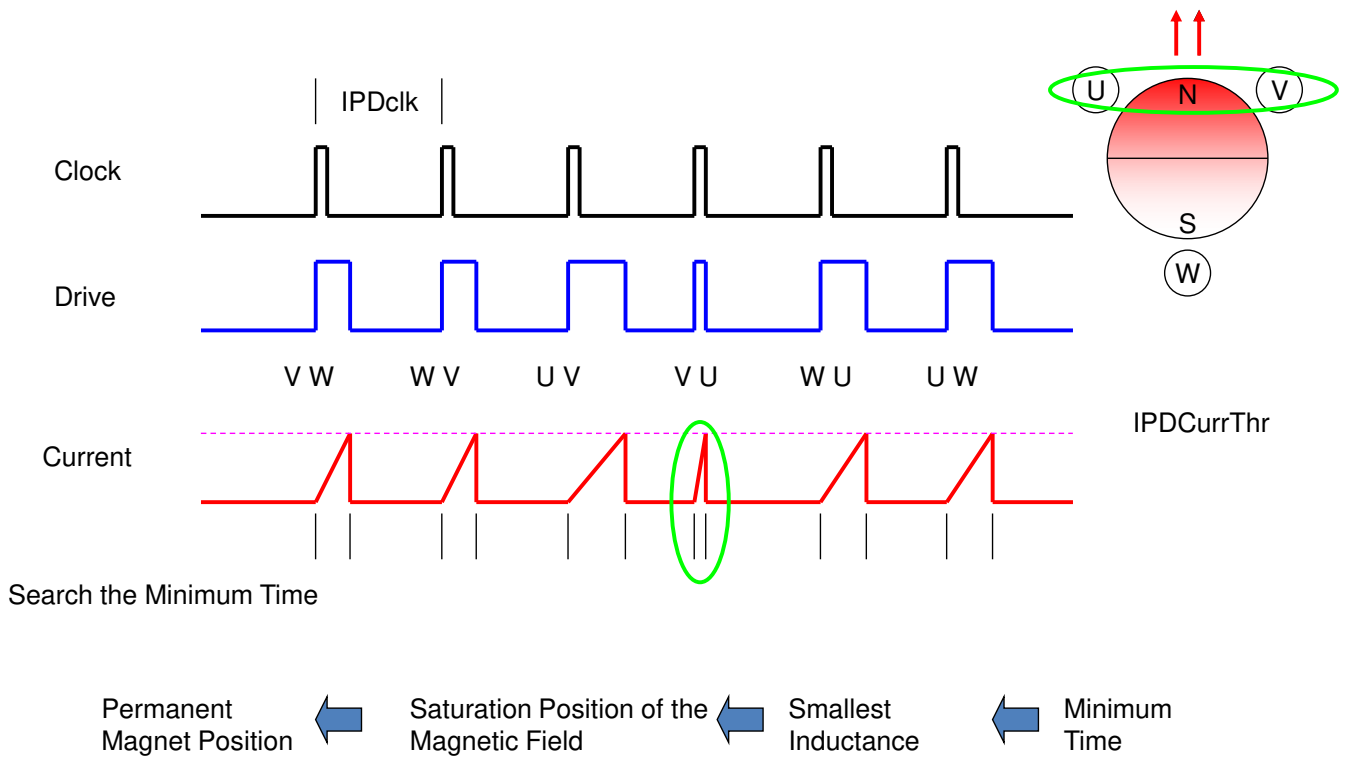 IPDclk
U
N
V
Clock
S
W
Drive
V W
W V
U V
V U
W U
U W
IPDCurrThr
Current
Search the Minimum Time
Permanent
Magnet Position
Saturation Position of the
Magnetic Field
Smallest
Inductance
Minimum
Time